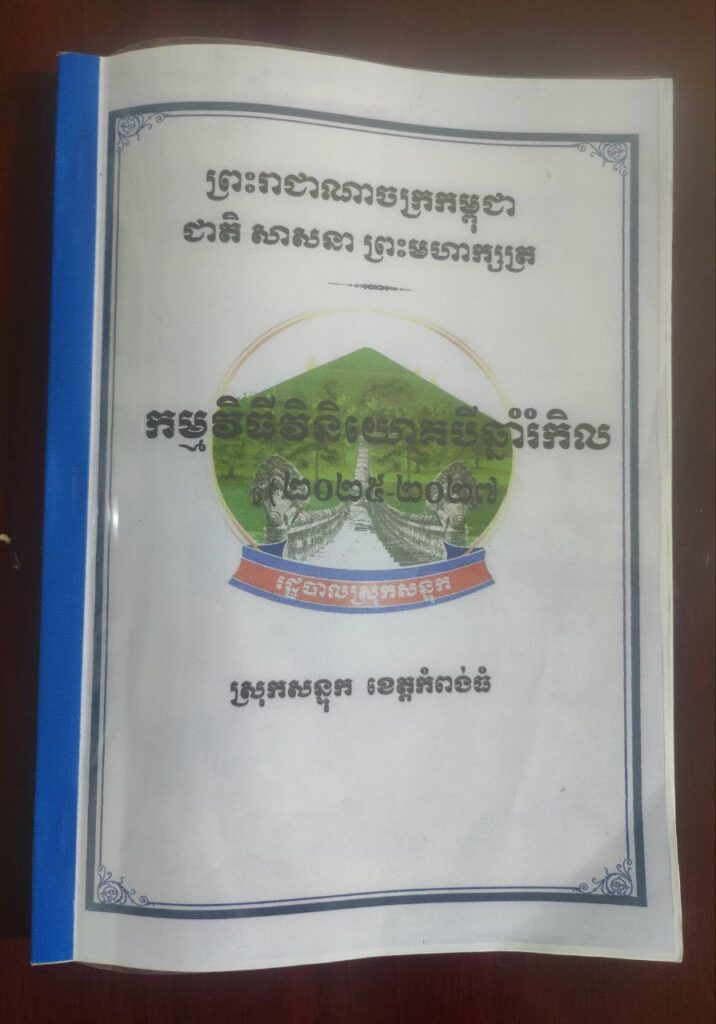 ព្រះរាជាណាចក្រកម្ពុជា
ជាតិ សាសនា ព្រះមហាក្សត្រ
កម្មវិធីវិនិយោគបីឆ្នាំរំកិល
២០២៥-២០២៧
រដ្ឋបាលស្រុកសន្ទុក
ស្រុកសន្ទុក ខេត្តកំពង់ធំ